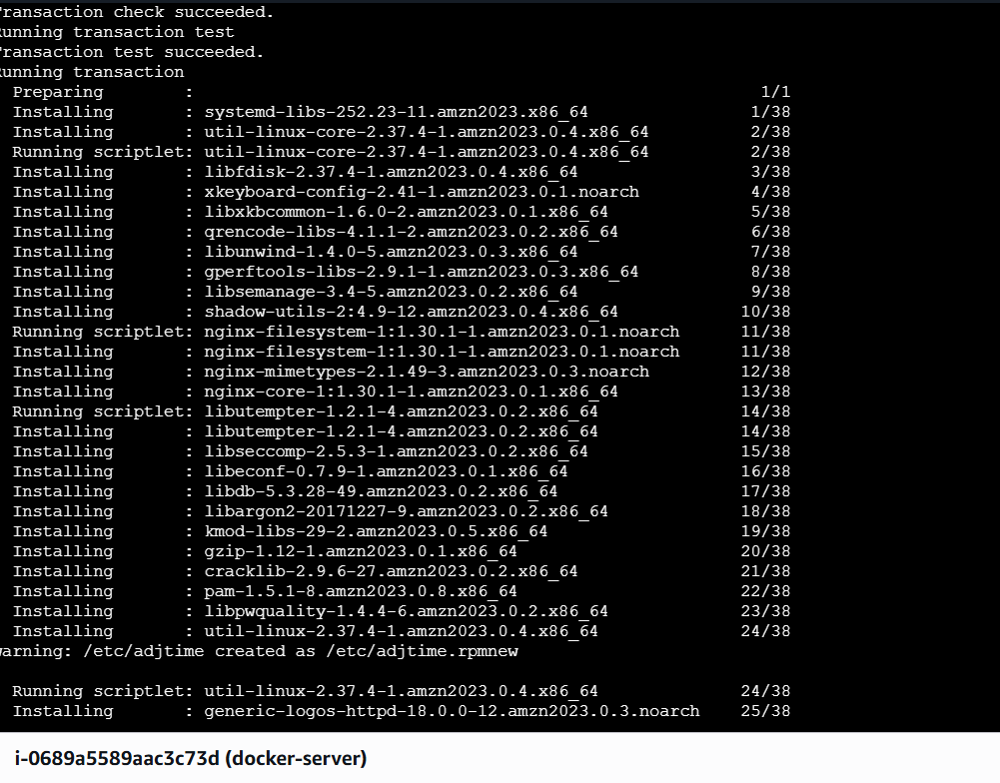 ransaction check succeeded.
unning transaction test
ransaction test succeeded.
unning transaction
Preparing : 1/1
Installing : systemd-libs-252.23-11.amzn2023.x86_64 1/38
Installing : util-linux-core-2.37.4-1.amzn2023.0.4.x86_64 2/38
Running scriptlet: util-linux-core-2.37.4-1.amzn2023.0.4.x86_64 2/38
Installing : libfdisk-2.37.4-1.amzn2023.0.4.x86_64 3/38
Installing : xkeyboard-config-2.41-1.amzn2023.0.1.noarch 4/38
Installing : libxkbcommon-1.6.0-2.amzn2023.0.1.x86_64 5/38
Installing : qrencode-libs-4.1.1-2.amzn2023.0.2.x86_64 6/38
Installing : libunwind-1.4.0-5.amzn2023.0.3.x86_64 7/38
Installing : gperftools-libs-2.9.1-1.amzn2023.0.3.x86_64 8/38
Installing : libsemanage-3.4-5.amzn2023.0.2.x86_64 9/38
Installing : shadow-utils-2:4.9-12.amzn2023.0.4.x86_64 10/38
Running scriptlet: nginx-filesystem-1:1.30.1-1.amzn2023.0.1.noarch 11/38
Installing : nginx-filesystem-1:1.30.1-1.amzn2023.0.1.noarch 11/38
Installing : nginx-mimetypes-2.1.49-3.amzn2023.0.3.noarch 12/38
Installing : nginx-core-1:1.30.1-1.amzn2023.0.1.x86_64 13/38
Running scriptlet: libutempter-1.2.1-4.amzn2023.0.2.x86_64 14/38
Installing : libutempter-1.2.1-4.amzn2023.0.2.x86_64 14/38
Installing : libseccomp-2.5.3-1.amzn2023.0.2.x86_64 15/38
Installing : libeconf-0.7.9-1.amzn2023.0.1.x86_64 16/38
Installing : libdb-5.3.28-49.amzn2023.0.2.x86_64 17/38
Installing : libargon2-20171227-9.amzn2023.0.2.x86_64 18/38
Installing : kmod-libs-29-2.amzn2023.0.5.x86_64 19/38
Installing : gzip-1.12-1.amzn2023.0.1.x86_64 20/38
Installing : cracklib-2.9.6-27.amzn2023.0.2.x86_64 21/38
Installing : pam-1.5.1-8.amzn2023.0.8.x86_64 22/38
Installing : libpwquality-1.4.4-6.amzn2023.0.2.x86_64 23/38
Installing : util-linux-2.37.4-1.amzn2023.0.4.x86_64 24/38
arning: /etc/adjtime created as /etc/adjtime.rpmnew
Running scriptlet: util-linux-2.37.4-1.amzn2023.0.4.x86_64 24/38
Installing : generic-logos-httpd-18.0.0-12.amzn2023.0.3.noarch 25/38
i-0689a5589aac3c73d (docker-server)